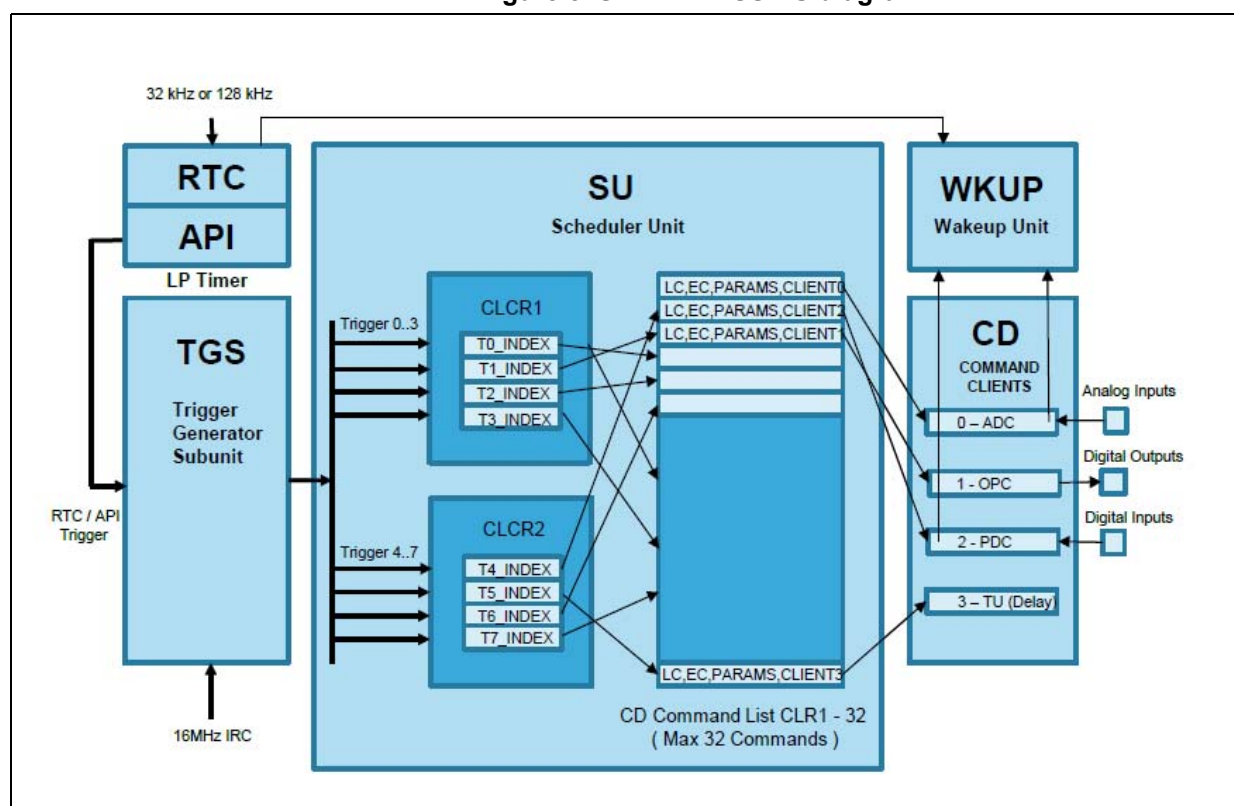 32 kHz or 128 kHz
RTC
API
LP Timer
TGS
Trigger
Generator
Subunit
RTC / API
Trigger
16MHz IRC
SU
Scheduler Unit
Trigger 0..3
CLCR1
T0_INDEX
T1_INDEX
T2_INDEX
T3_INDEX
Trigger 4..7
CLCR2
T4_INDEX
T5_INDEX
T6_INDEX
T7_INDEX
LC,EC,PARAMS,CLIENT0
LC,EC,PARAMS,CLIENT2
LC,EC,PARAMS,CLIENT1
LC,EC,PARAMS,CLIENT3
CD Command List CLR1 - 32
( Max 32 Commands )
WKUP
Wakeup Unit
CD
COMMAND
CLIENTS
0 – ADC
1 - OPC
2 - PDC
3 – TU (Delay)
Analog Inputs
Digital Outputs
Digital Inputs